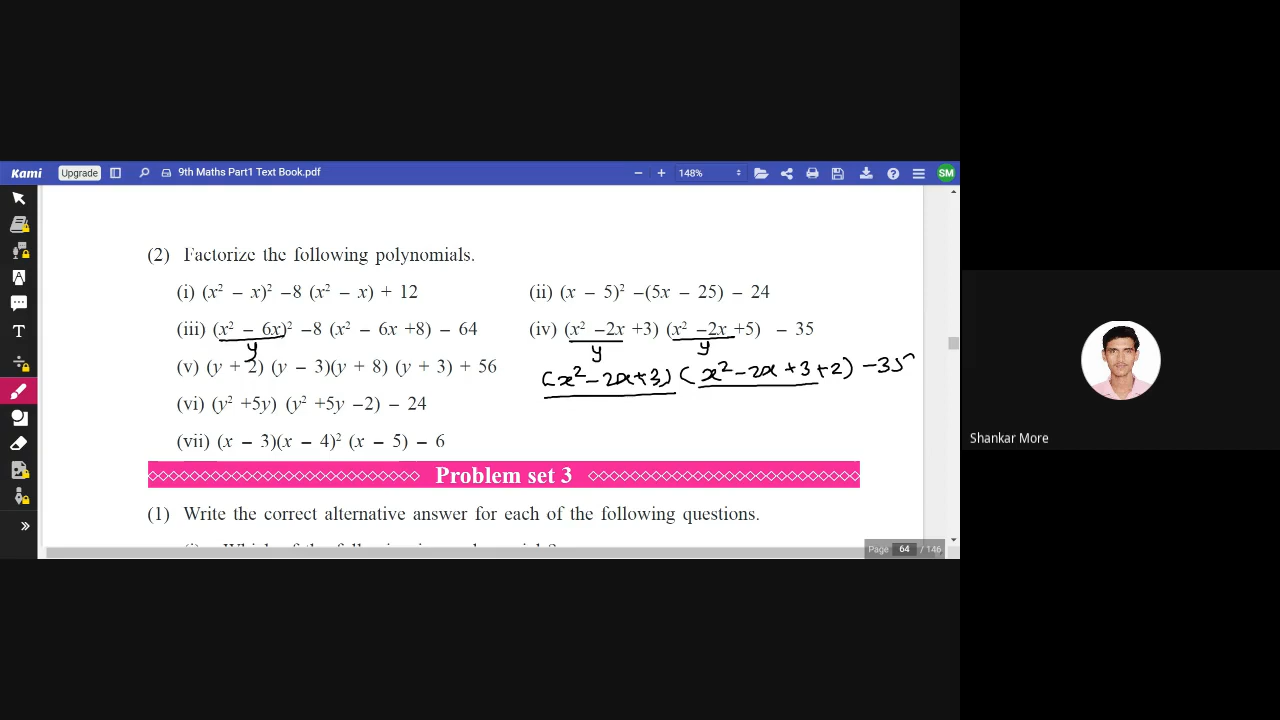 Kami
Upgrade
9th Maths Part1 Text Book.pdf
148%
SM
(2) Factorize the following polynomials.
(i) (x² – x)² –8 (x² – x) + 12
(ii) (x – 5)² –(5x – 25) – 24
(iii) (x² – 6x)² –8 (x² – 6x +8) – 64
(iv) (x² –2x +3) (x² –2x +5) – 35
y
y
y
(v) (y + 2) (y – 3)(y + 8) (y + 3) + 56
(x² – 2x + 3) (x² – 2x + 3 + 2) – 35
(vi) (y² +5y) (y² +5y –2) – 24
(vii) (x – 3)(x – 4)² (x – 5) – 6
Problem set 3
(1) Write the correct alternative answer for each of the following questions.
Page 64 / 146
Shankar More